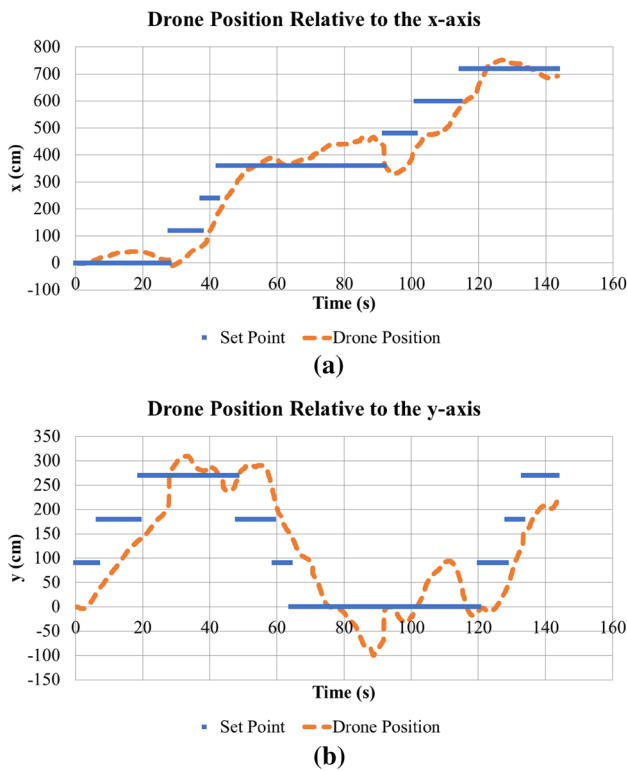 Drone Position Relative to the x-axis
800
700
600
500
400
300
200
100
0
-100
x (cm)
0 20 40 60 80 100 120 140 160
Time (s)
Set Point Drone Position
(a)
Drone Position Relative to the y-axis
350
300
250
200
150
100
50
0
-50
-100
-150
y (cm)
0 20 40 60 80 100 120 140 160
Time (s)
Set Point Drone Position
(b)